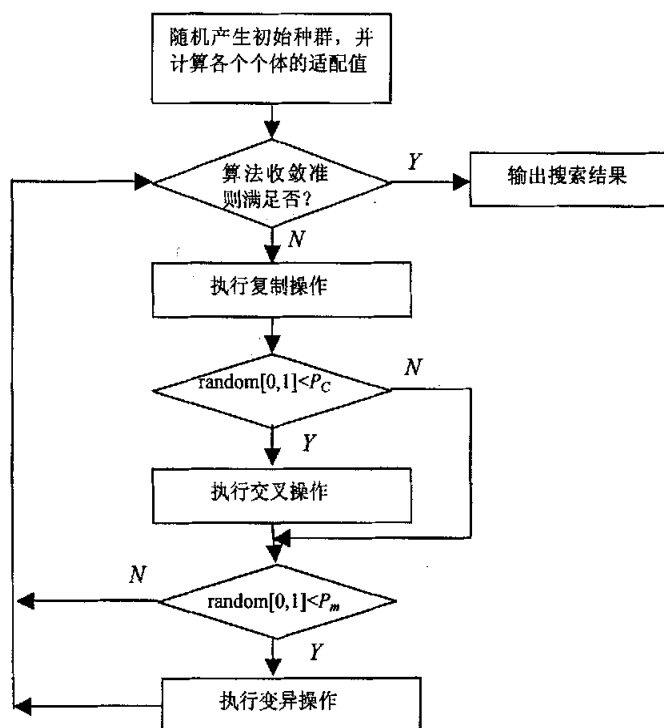 随机产生初始种群，并
计算各个个体的适配值
算法收敛准
则满足否？
Y
输出搜索结果
N
执行复制操作
random[0,1]<P_C
N
Y
执行交叉操作
N
random[0,1]<P_m
Y
执行变异操作